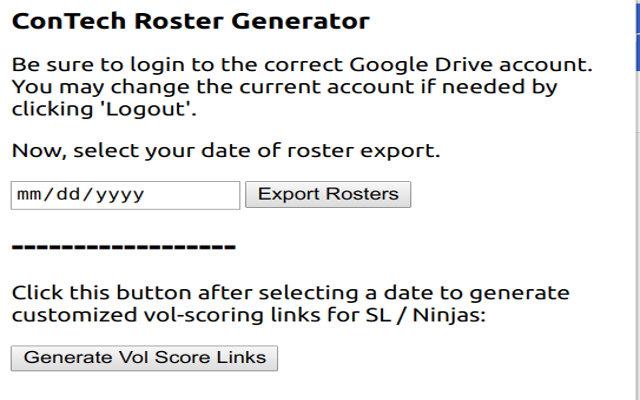 ConTech Roster Generator
Be sure to login to the correct Google Drive account.
You may change the current account if needed by
clicking 'Logout'.
Now, select your date of roster export.
mm/dd/yyyy Export Rosters
------------------
Click this button after selecting a date to generate
customized vol-scoring links for SL / Ninjas:
Generate Vol Score Links